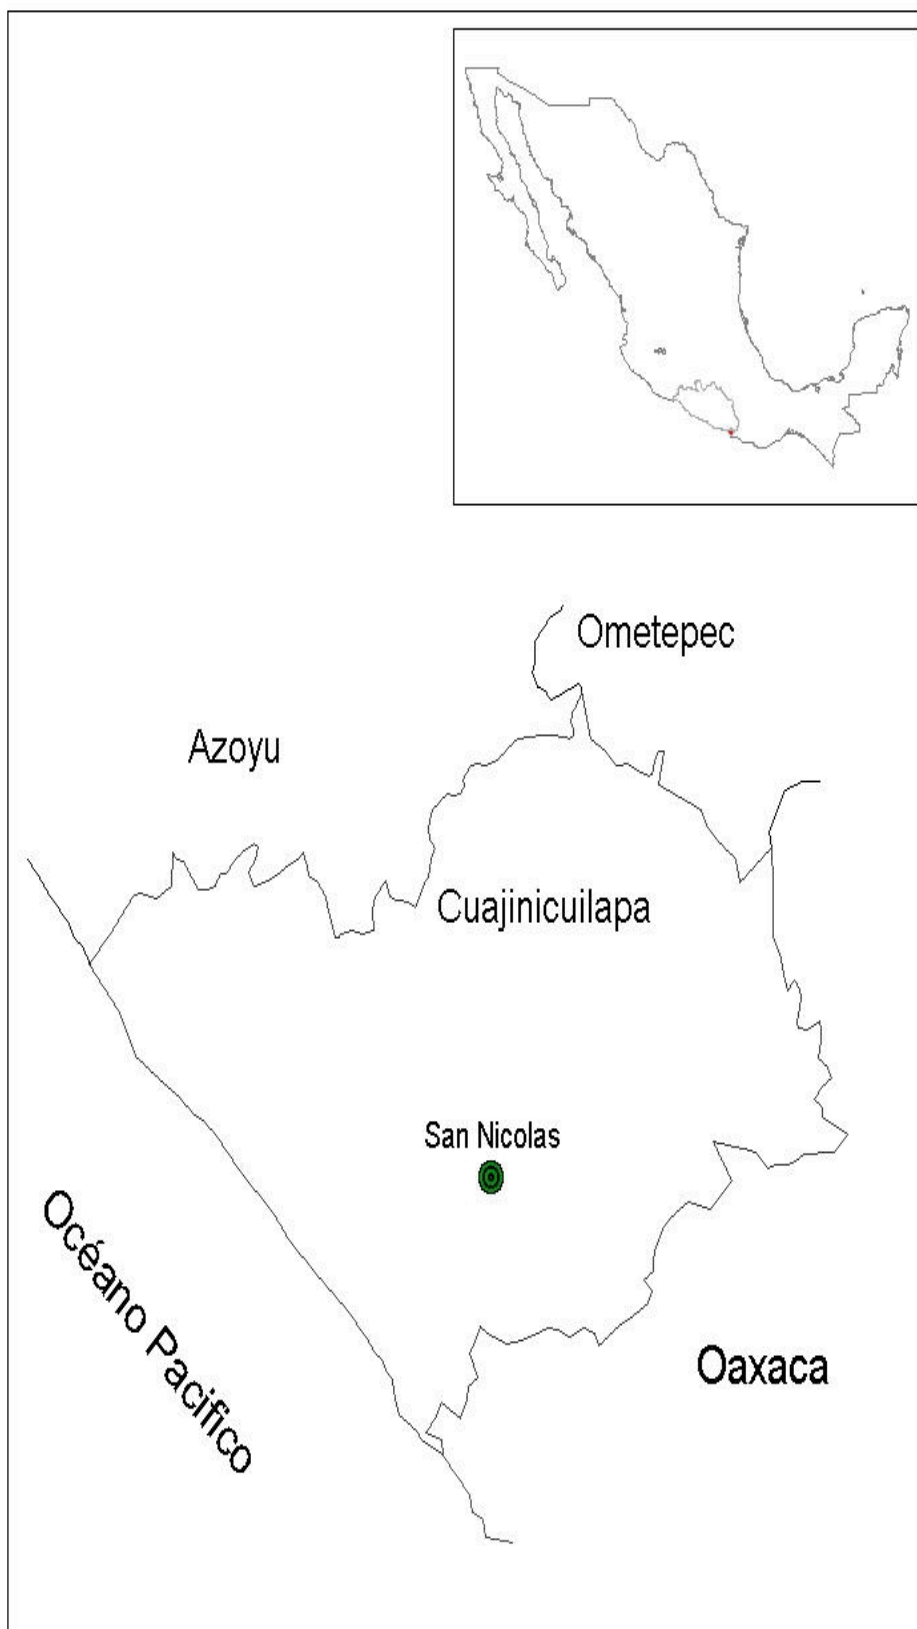 Ometepec
Azoyu
Cuajinicuilapa
San Nicolas
Océano Pacifico
Oaxaca